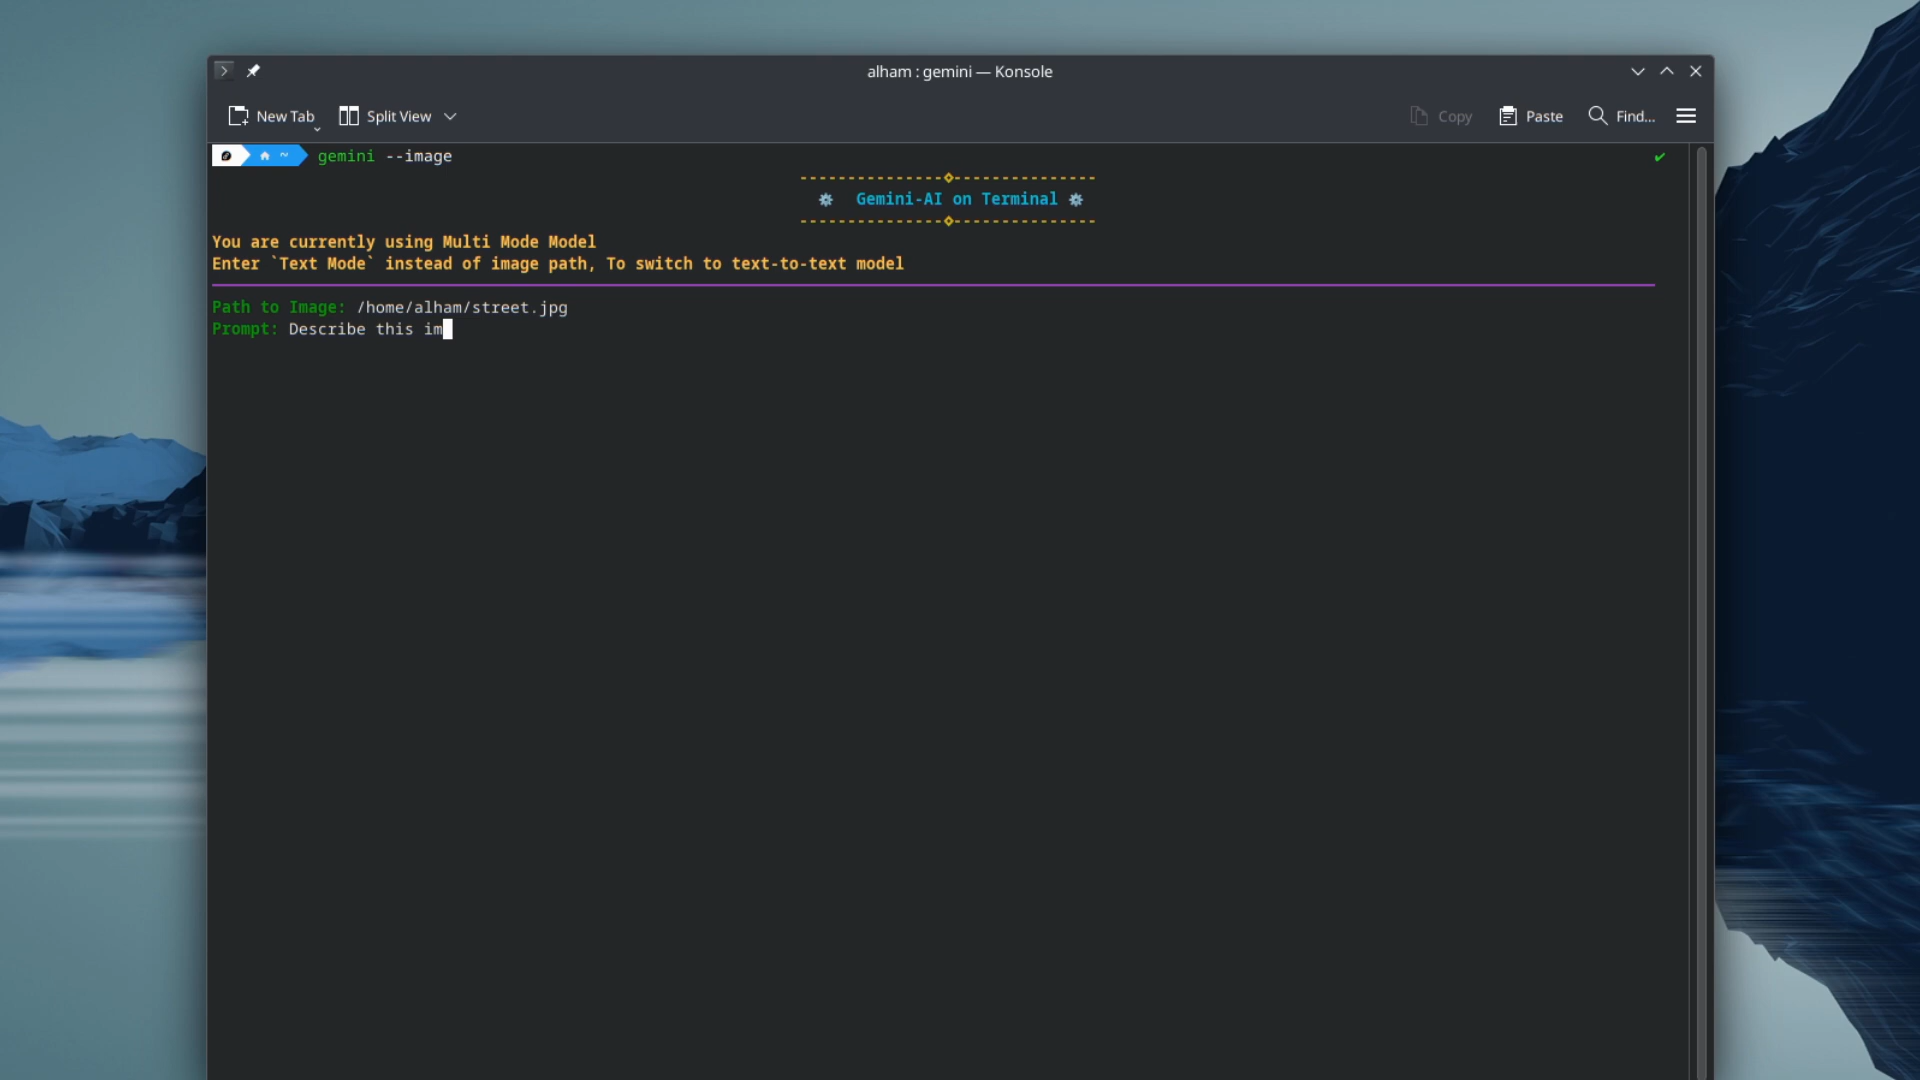 alham : gemini — Konsole
New Tab
Split View
Copy
Paste
Find...
~ gemini --image ✔
---------------◇---------------
Gemini-AI on Terminal
---------------◇---------------
You are currently using Multi Mode Model
Enter `Text Mode` instead of image path, To switch to text-to-text model
Path to Image: /home/alham/street.jpg
Prompt: Describe this im